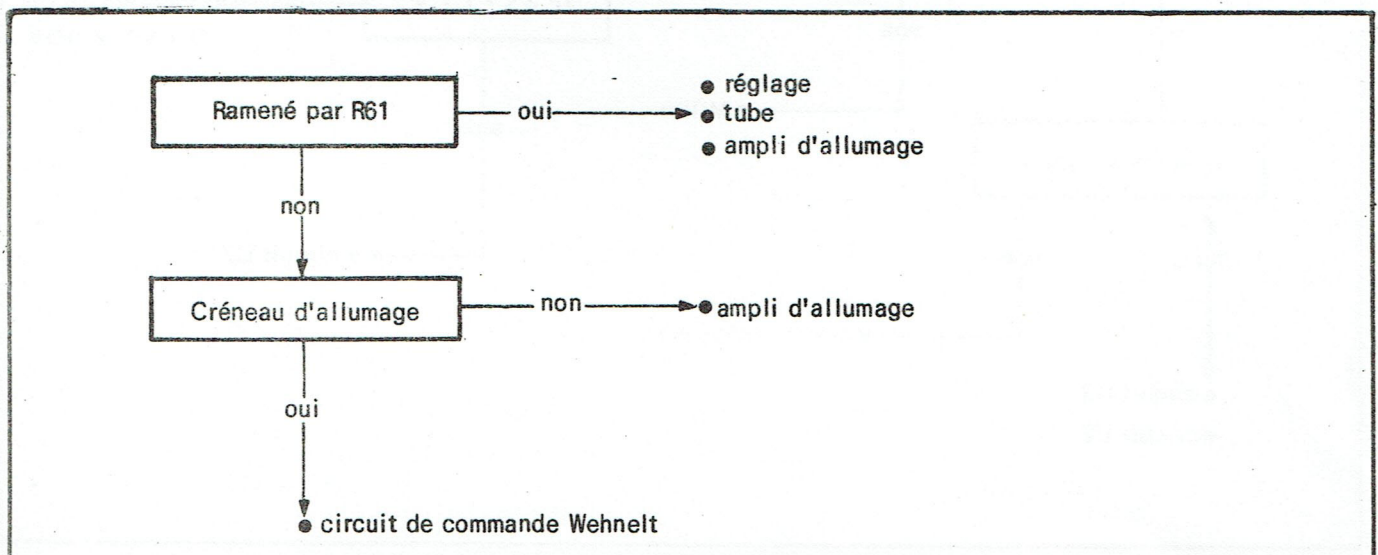 Ramené par R61
oui
● réglage
● tube
● ampli d'allumage
non
Créneau d'allumage
non
● ampli d'allumage
oui
● circuit de commande Wehnelt